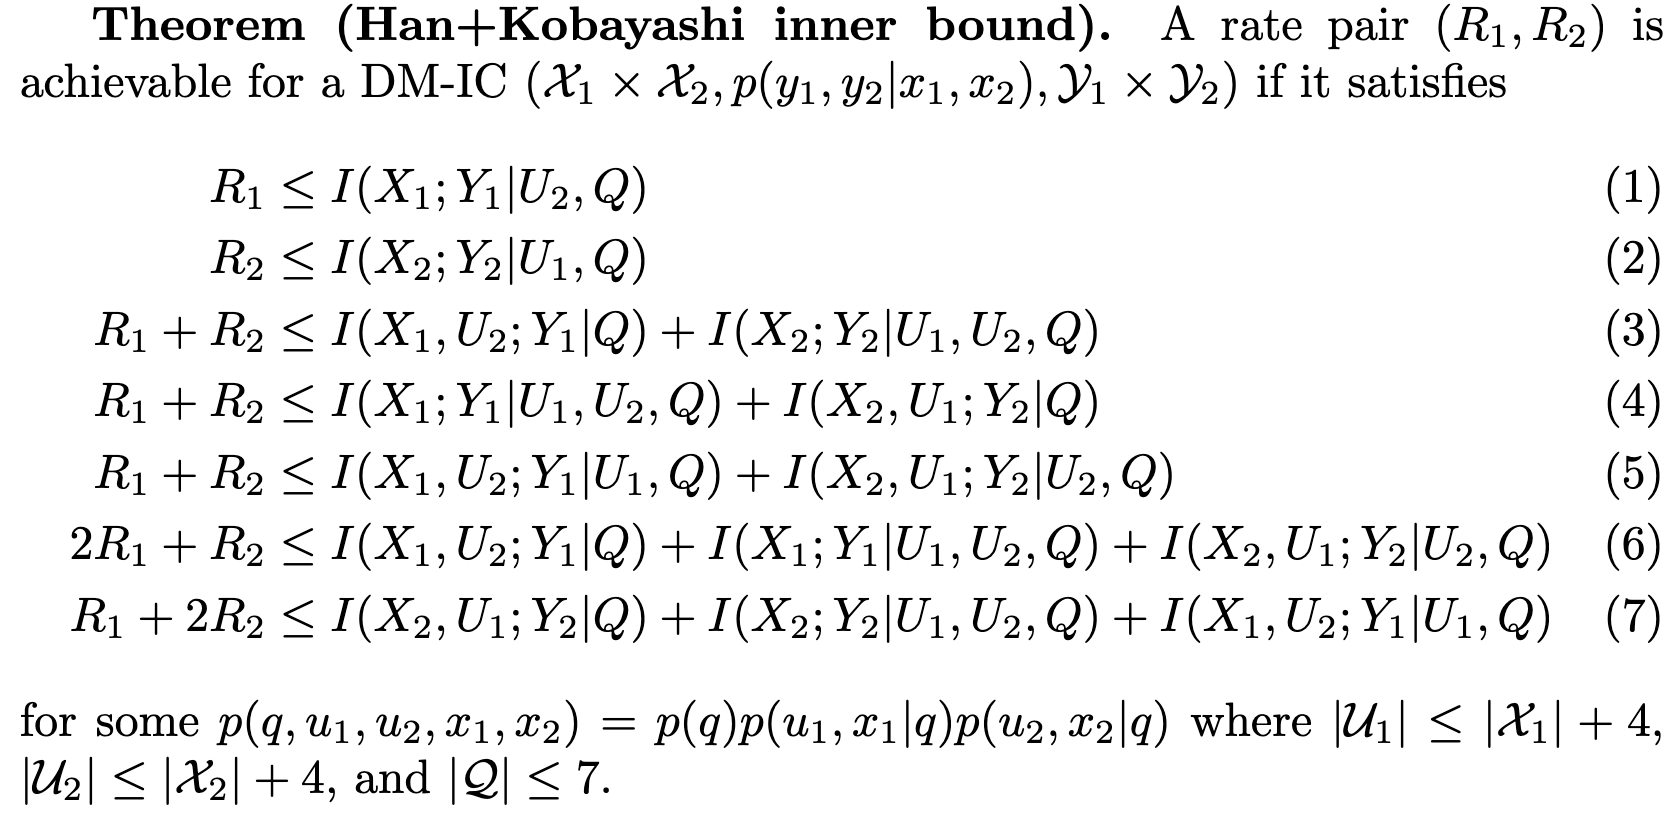 Theorem (Han+Kobayashi inner bound). A rate pair (R₁, R₂) is
achievable for a DM-IC (𝒳₁ × 𝒳₂, p(y₁, y₂|x₁, x₂), 𝒴₁ × 𝒴₂) if it satisfies
R₁ ≤ I(X₁; Y₁|U₂, Q) (1)
R₂ ≤ I(X₂; Y₂|U₁, Q) (2)
R₁ + R₂ ≤ I(X₁, U₂; Y₁|Q) + I(X₂; Y₂|U₁, U₂, Q) (3)
R₁ + R₂ ≤ I(X₁; Y₁|U₁, U₂, Q) + I(X₂, U₁; Y₂|Q) (4)
R₁ + R₂ ≤ I(X₁, U₂; Y₁|U₁, Q) + I(X₂, U₁; Y₂|U₂, Q) (5)
2R₁ + R₂ ≤ I(X₁, U₂; Y₁|Q) + I(X₁; Y₁|U₁, U₂, Q) + I(X₂, U₁; Y₂|U₂, Q) (6)
R₁ + 2R₂ ≤ I(X₂, U₁; Y₂|Q) + I(X₂; Y₂|U₁, U₂, Q) + I(X₁, U₂; Y₁|U₁, Q) (7)
for some p(q, u₁, u₂, x₁, x₂) = p(q)p(u₁, x₁|q)p(u₂, x₂|q) where |𝒰₁| ≤ |𝒳₁| + 4,
|𝒰₂| ≤ |𝒳₂| + 4, and |𝒬| ≤ 7.